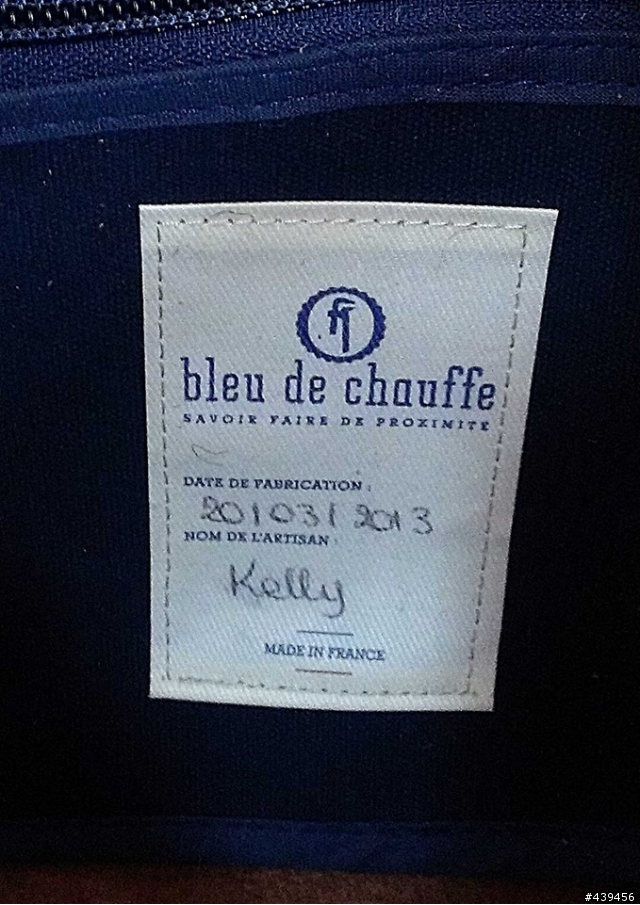 bleu de chauffe
SAVOIR FAIRE DE PROXIMITE
DATE DE FABRICATION :
20/03/2013
NOM DE L'ARTISAN :
Kelly
MADE IN FRANCE
#439456